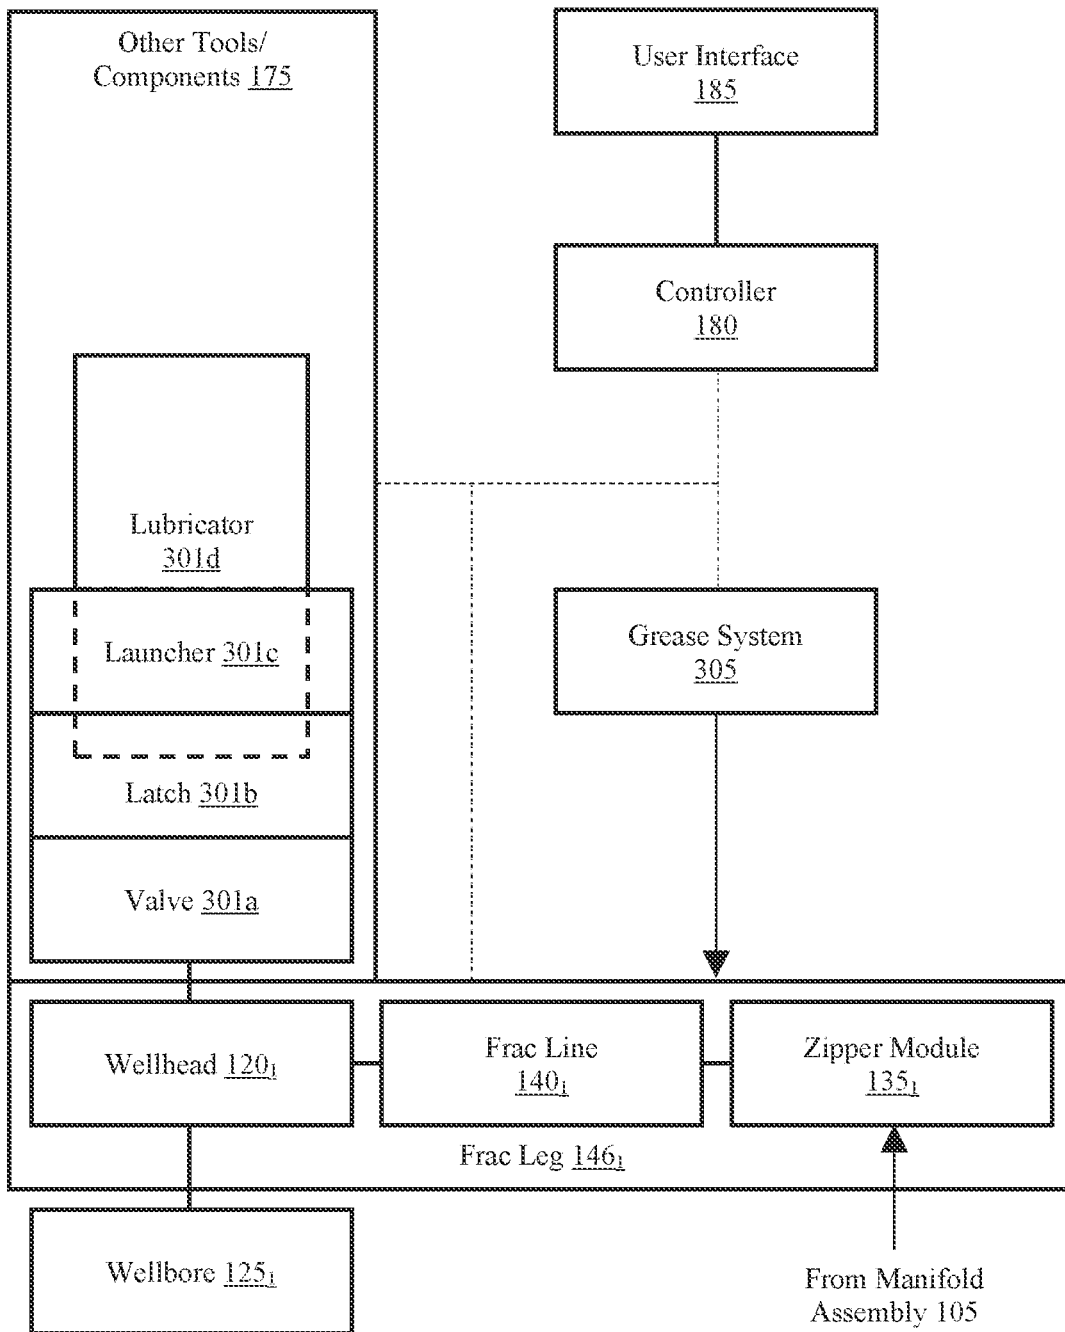 Other Tools/
Components 175
User Interface
185
Controller
180
Lubricator
301d
Launcher 301c
Latch 301b
Valve 301a
Grease System
305
Wellhead 120₁
Frac Line
140₁
Zipper Module
135₁
Frac Leg 146₁
Wellbore 125₁
From Manifold
Assembly 105